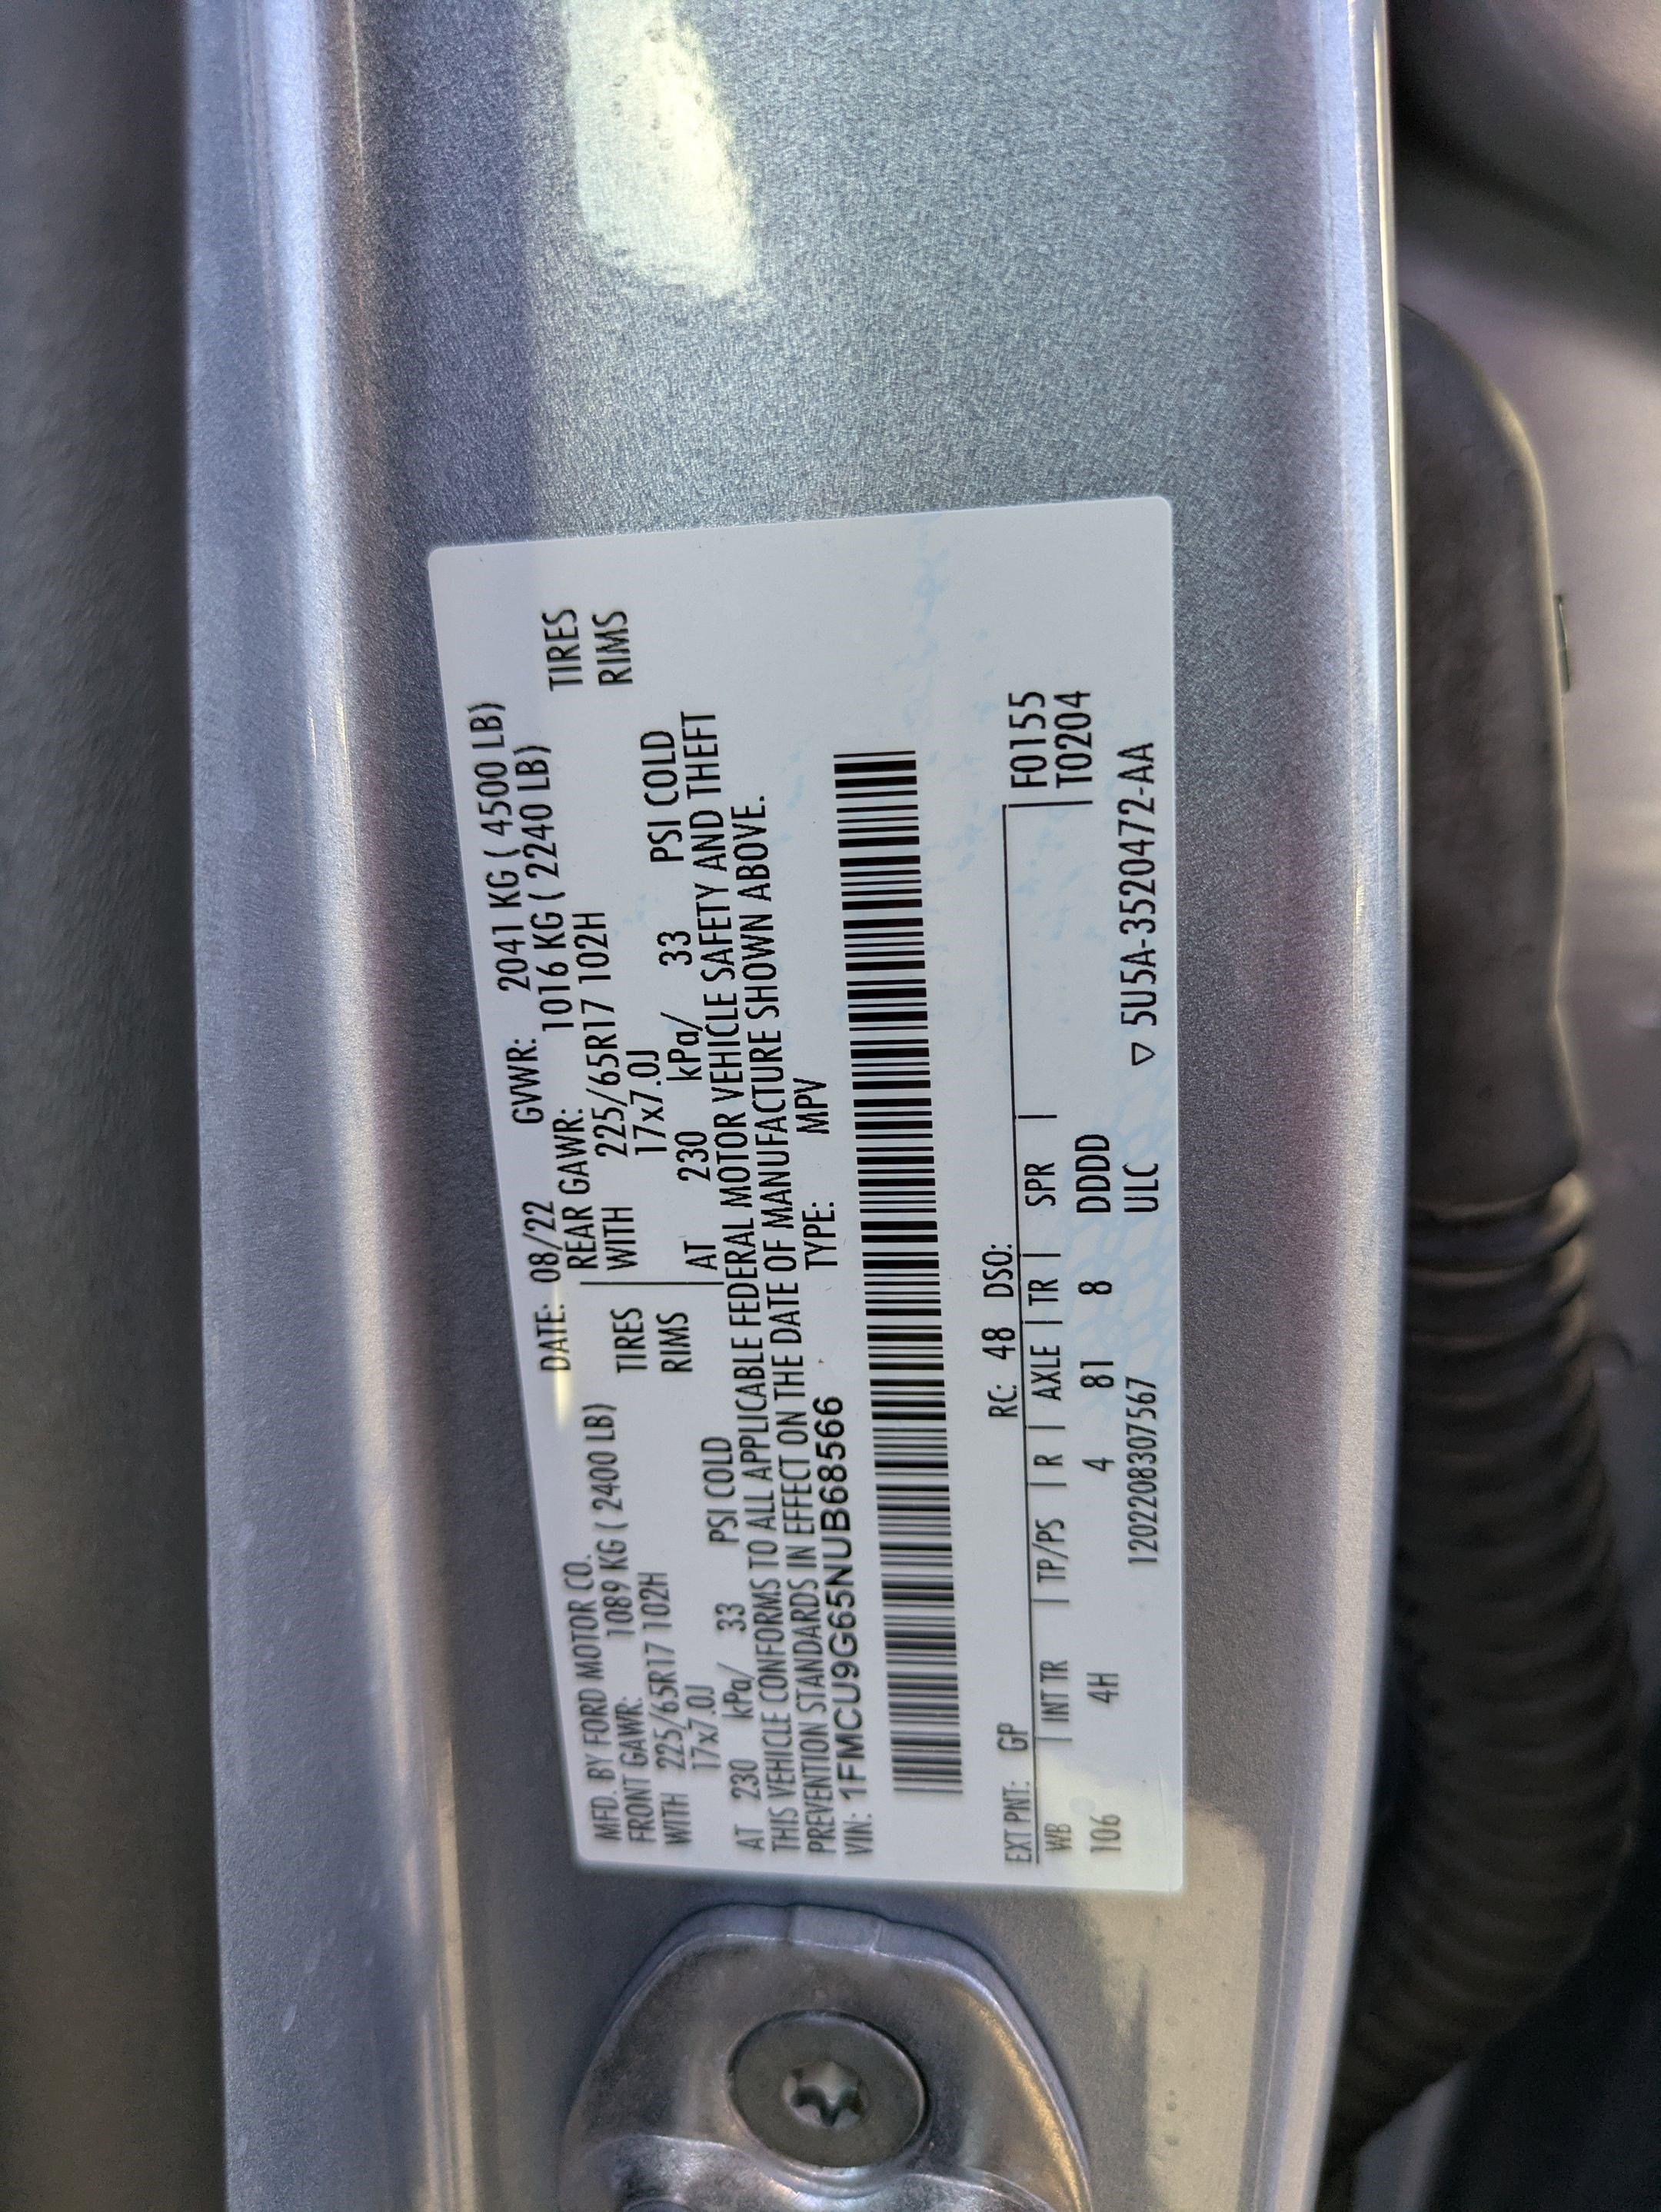 MFD. BY FORD MOTOR CO. DATE: 08/22 GVWR: 2041 KG ( 4500 LB)
FRONT GAWR: 1089 KG ( 2400 LB) REAR GAWR: 1016 KG ( 2240 LB)
WITH 225/65R17 102H TIRES WITH 225/65R17 102H TIRES
17x7.0J RIMS 17x7.0J RIMS
AT 230 kPa/ 33 PSI COLD AT 230 kPa/ 33 PSI COLD
THIS VEHICLE CONFORMS TO ALL APPLICABLE FEDERAL MOTOR VEHICLE SAFETY AND THEFT
PREVENTION STANDARDS IN EFFECT ON THE DATE OF MANUFACTURE SHOWN ABOVE.
VIN: 1FMCU9G65NUB68566 TYPE: MPV
EXT PNT: GP RC: 48 DSO: F0155
WB | INT TR | TP/PS | R | AXLE | TR | SPR | T0204
106 4H 4 81 8 DDDD
120220830​7567 ULC ▽ 5U5A-3520472-AA